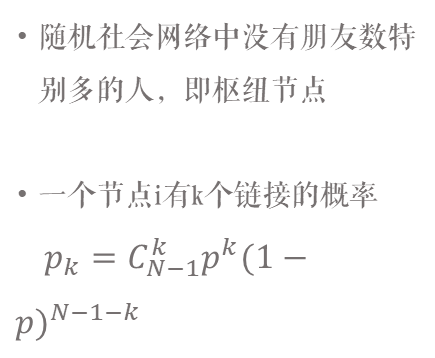 • 随机社会网络中没有朋友数特
别多的人，即枢纽节点
• 一个节点i有k个链接的概率
$p_k = C_{N-1}^{k} p^k (1 -$
$p)^{N-1-k}$